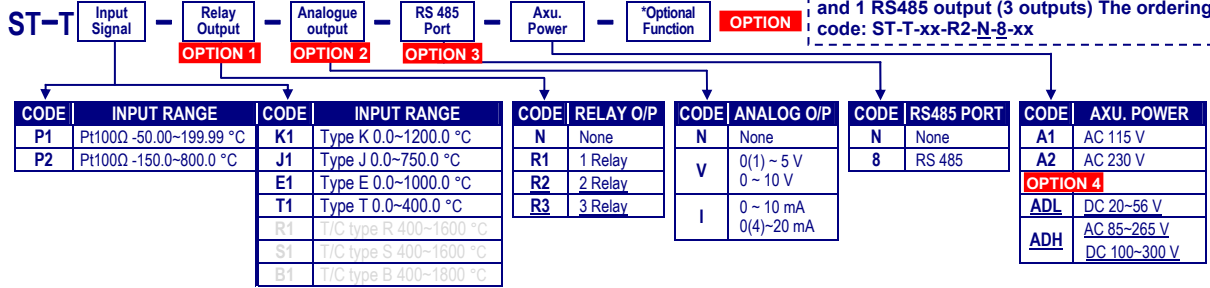 and 1 RS485 output (3 outputs) The ordering
code: ST-T-xx-R2-N-8-xx
ST–T – Input Signal – Relay Output – Analogue output – RS 485 Port – Axu. Power – *Optional Function OPTION
OPTION 1 OPTION 2 OPTION 3
CODE INPUT RANGE
P1 Pt100Ω -50.00~199.99 °C
P2 Pt100Ω -150.0~800.0 °C
CODE INPUT RANGE
K1 Type K 0.0~1200.0 °C
J1 Type J 0.0~750.0 °C
E1 Type E 0.0~1000.0 °C
T1 Type T 0.0~400.0 °C
R1 T/C type R 400~1600 °C
S1 T/C type S 400~1600 °C
B1 T/C type B 400~1800 °C
CODE RELAY O/P
N None
R1 1 Relay
R2 2 Relay
R3 3 Relay
CODE ANALOG O/P
N None
V 0(1) ~ 5 V
0 ~ 10 V
I 0 ~ 10 mA
0(4)~20 mA
CODE RS485 PORT
N None
8 RS 485
CODE AXU. POWER
A1 AC 115 V
A2 AC 230 V
OPTION 4
ADL DC 20~56 V
ADH AC 85~265 V
DC 100~300 V